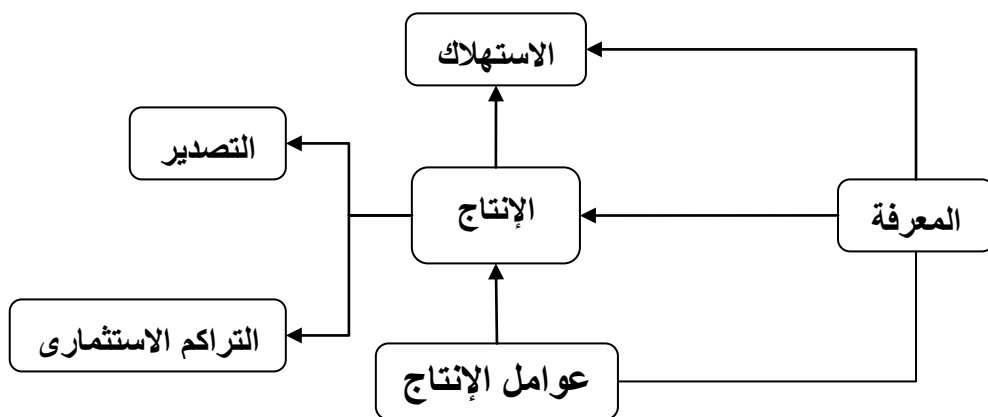 الاستهلاك
التصدير
الإنتاج
المعرفة
التراكم الاستثمارى
عوامل الإنتاج